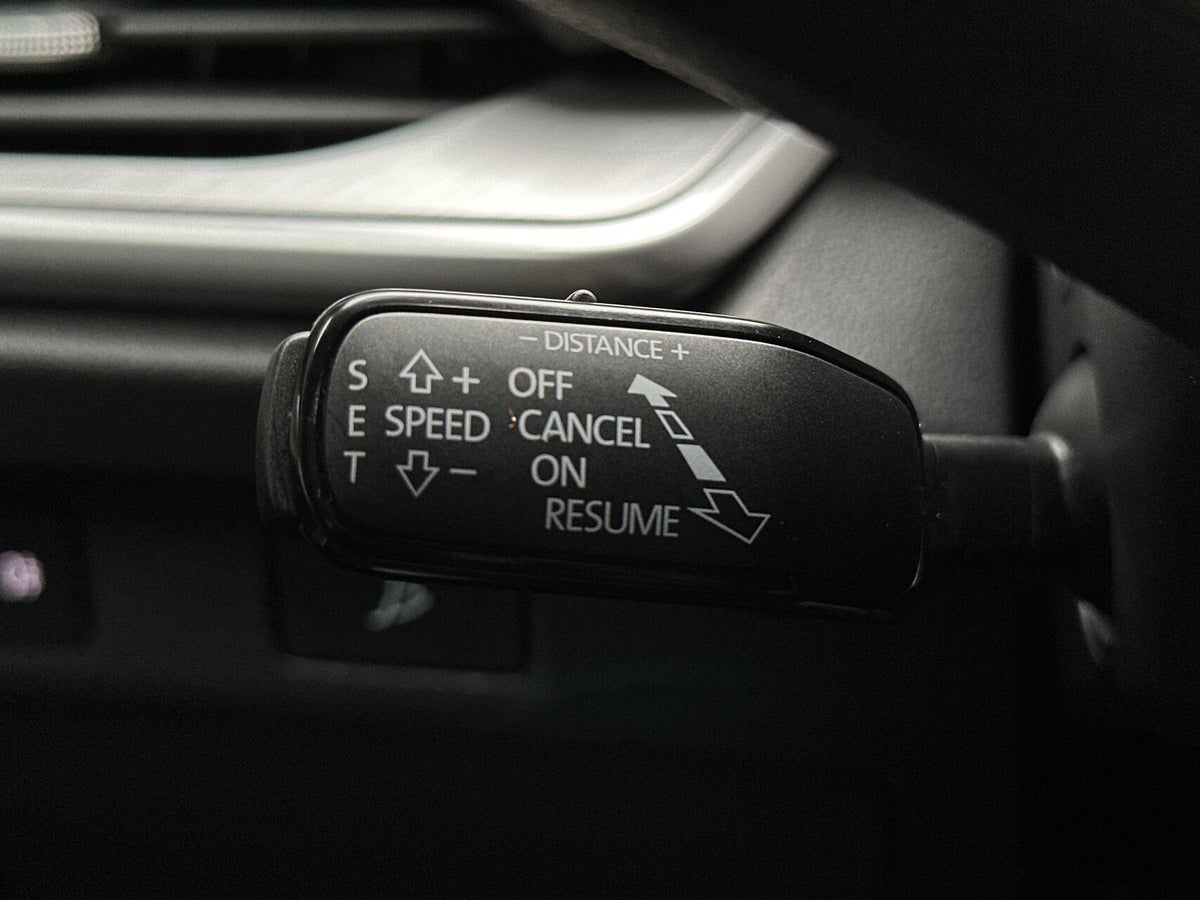 − DISTANCE +
S + OFF
E SPEED CANCEL
T − ON
RESUME